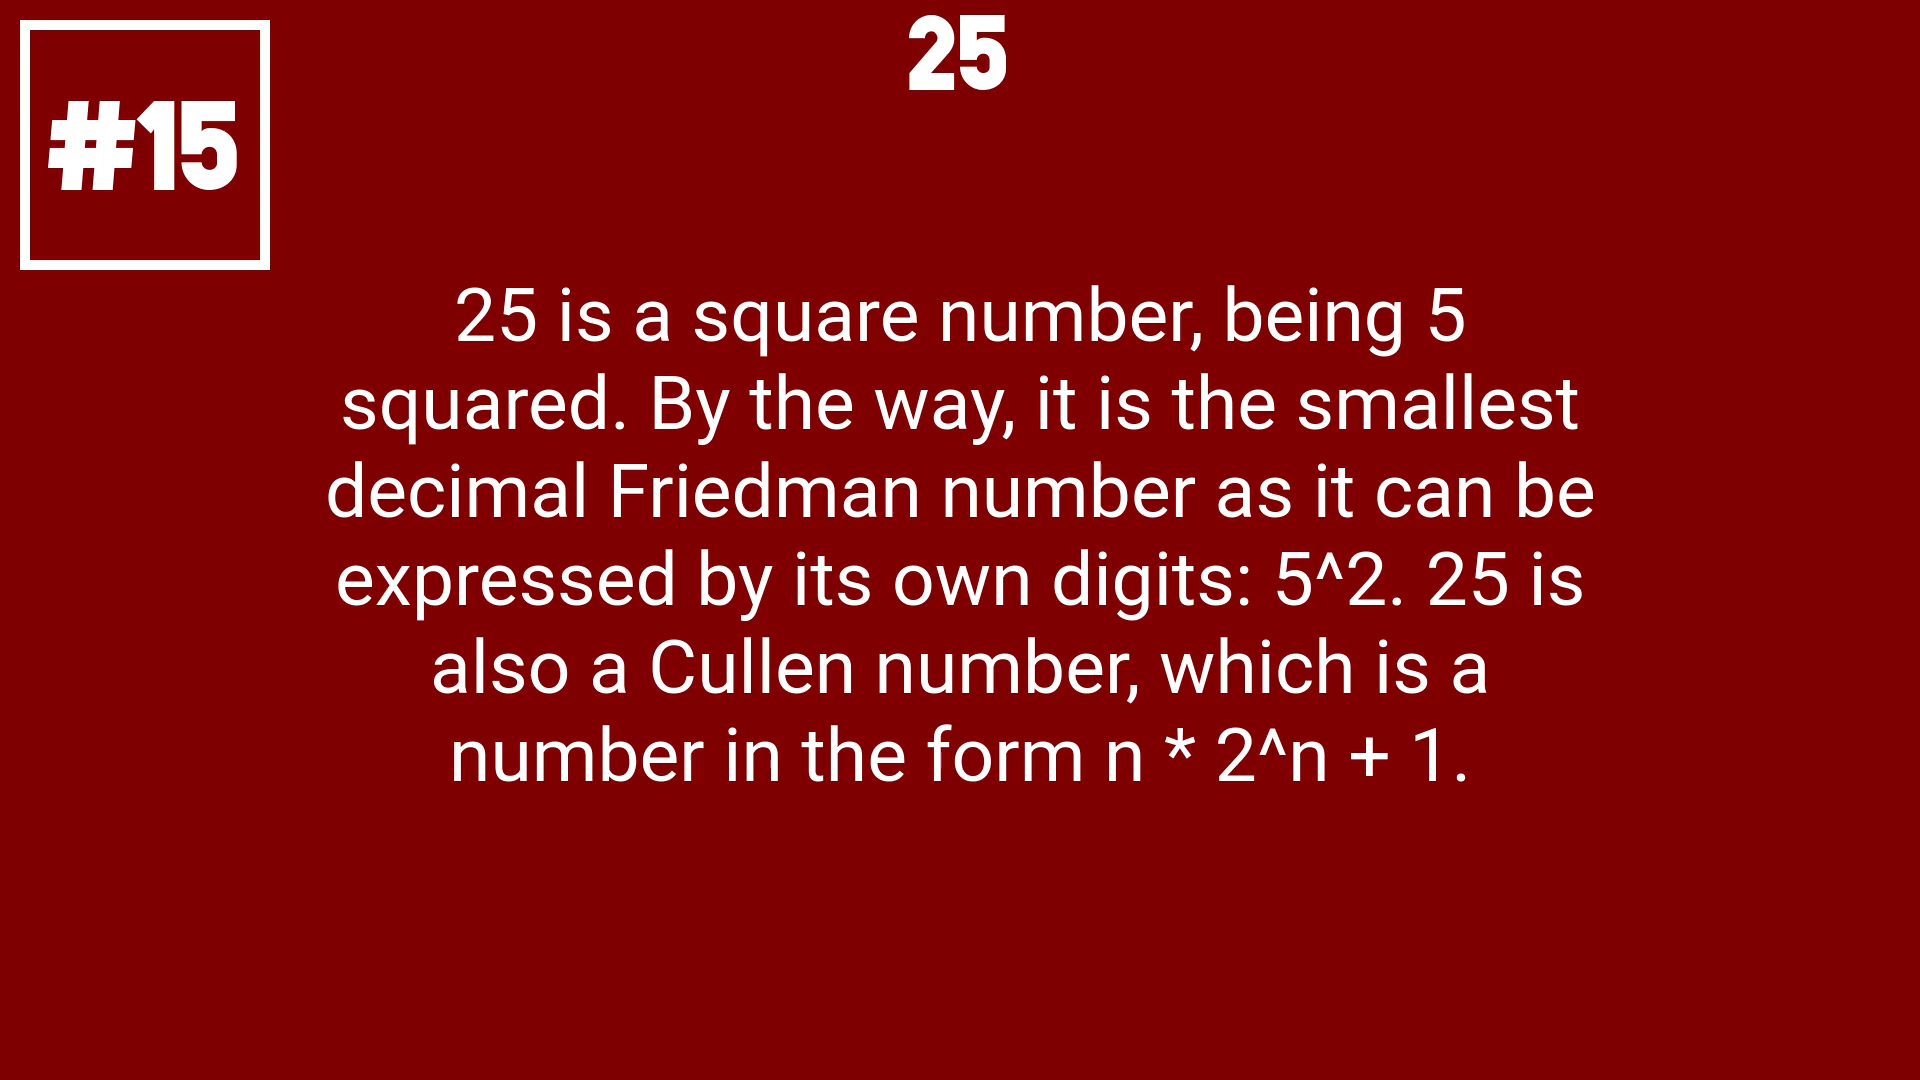 #15
25
25 is a square number, being 5
squared. By the way, it is the smallest
decimal Friedman number as it can be
expressed by its own digits: 5^2. 25 is
also a Cullen number, which is a
number in the form n * 2^n + 1.